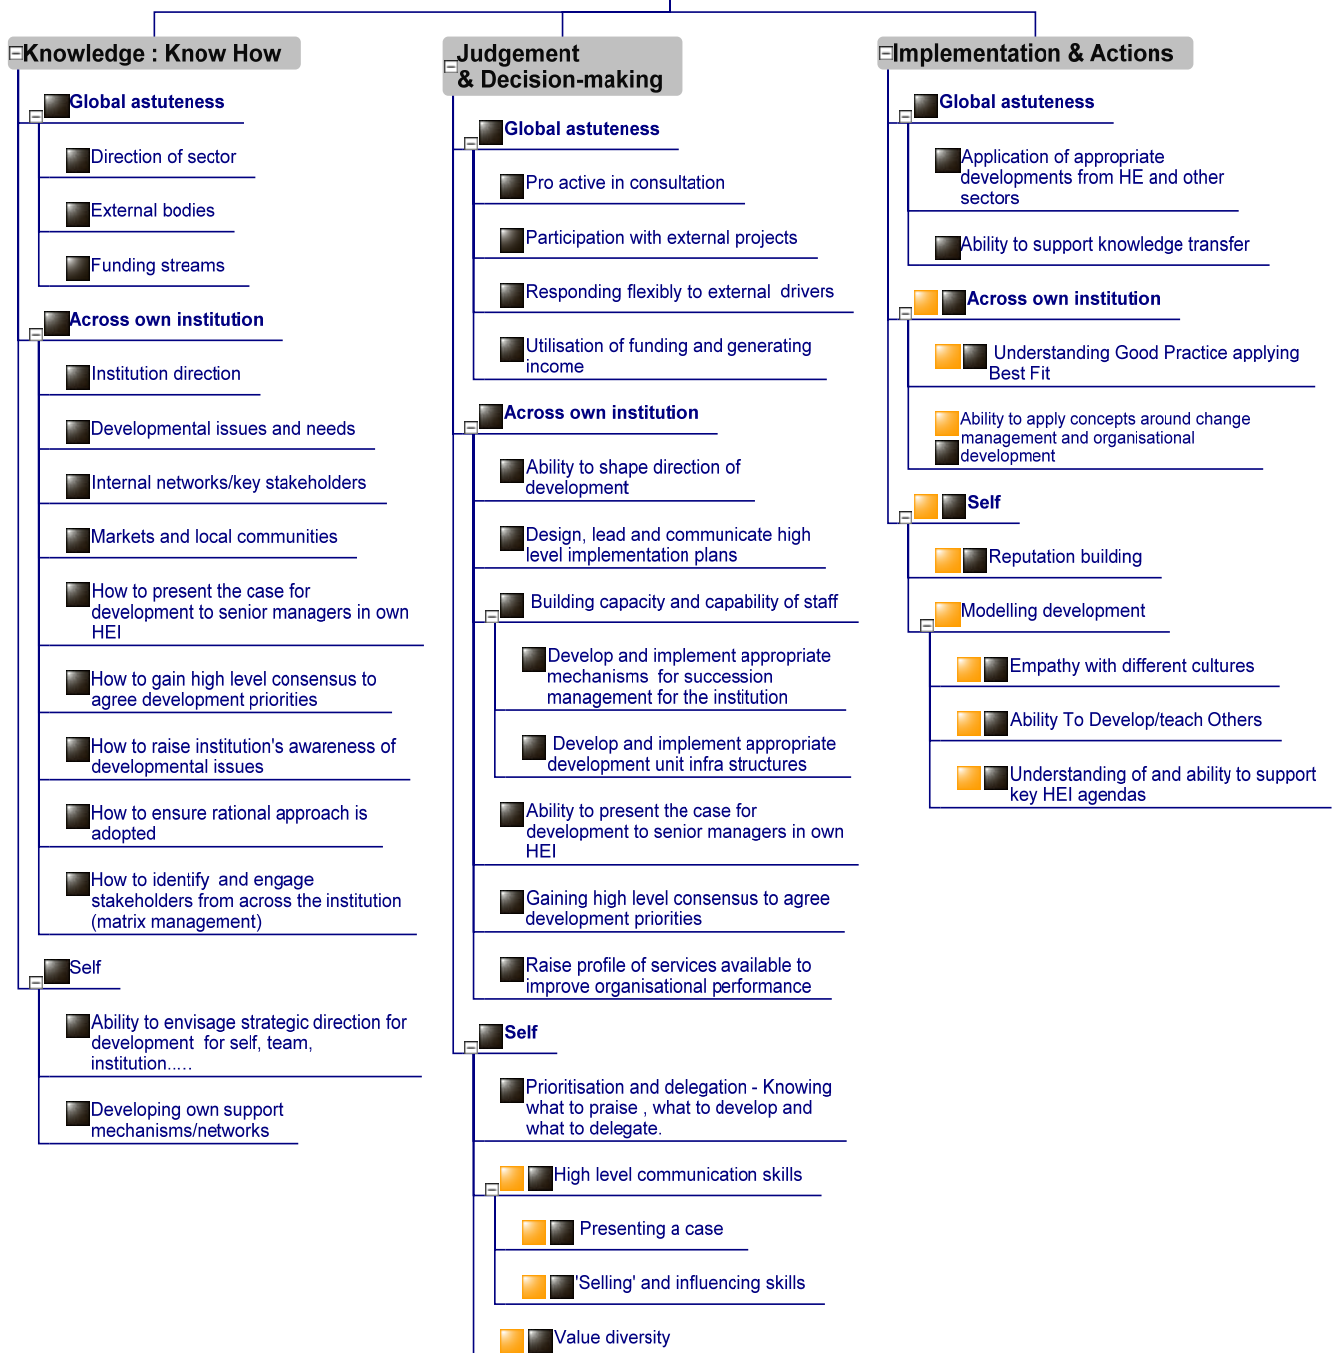 Knowledge : Know How
Global astuteness
Direction of sector
External bodies
Funding streams
Across own institution
Institution direction
Developmental issues and needs
Internal networks/key stakeholders
Markets and local communities
How to present the case for
development to senior managers in own
HEI
How to gain high level consensus to
agree development priorities
How to raise institution's awareness of
developmental issues
How to ensure rational approach is
adopted
How to identify and engage
stakeholders from across the institution
(matrix management)
Self
Ability to envisage strategic direction for
development for self, team,
institution.....
Developing own support
mechanisms/networks
Judgement
& Decision-making
Global astuteness
Pro active in consultation
Participation with external projects
Responding flexibly to external drivers
Utilisation of funding and generating
income
Across own institution
Ability to shape direction of
development
Design, lead and communicate high
level implementation plans
Building capacity and capability of staff
Develop and implement appropriate
mechanisms for succession
management for the institution
Develop and implement appropriate
development unit infra structures
Ability to present the case for
development to senior managers in own
HEI
Gaining high level consensus to agree
development priorities
Raise profile of services available to
improve organisational performance
Self
Prioritisation and delegation - Knowing
what to praise , what to develop and
what to delegate.
High level communication skills
Presenting a case
'Selling' and influencing skills
Value diversity
Implementation & Actions
Global astuteness
Application of appropriate
developments from HE and other
sectors
Ability to support knowledge transfer
Across own institution
Understanding Good Practice applying
Best Fit
Ability to apply concepts around change
management and organisational
development
Self
Reputation building
Modelling development
Empathy with different cultures
Ability To Develop/teach Others
Understanding of and ability to support
key HEI agendas